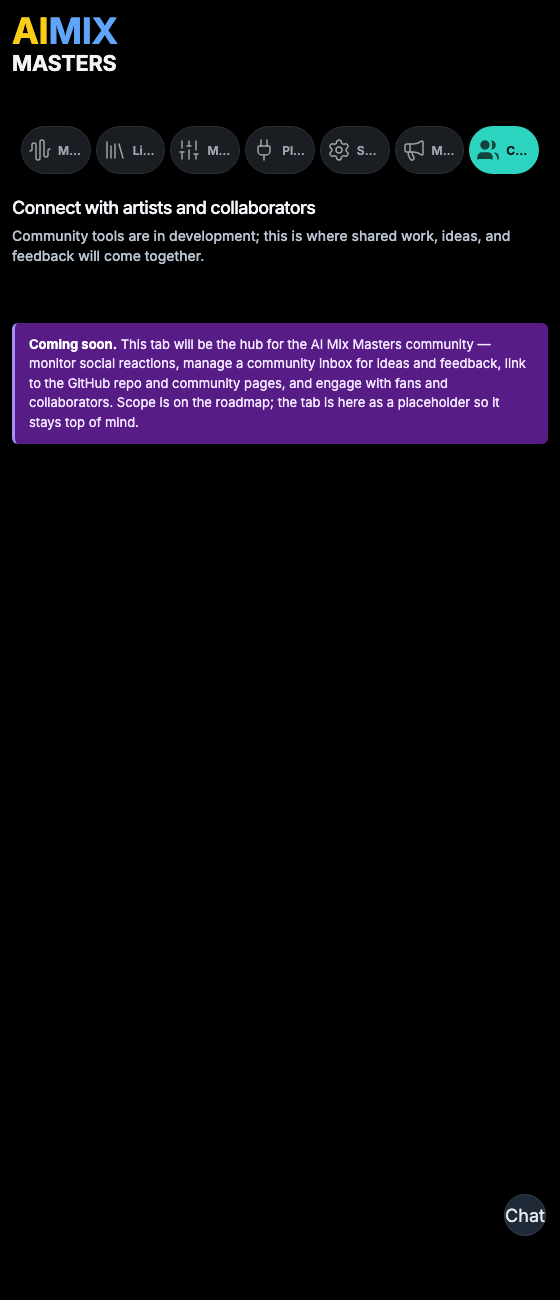 AIMIX
MASTERS
M...
Li...
M...
Pl...
S...
M...
C...
Connect with artists and collaborators
Community tools are in development; this is where shared work, ideas, and
feedback will come together.
Coming soon. This tab will be the hub for the AI Mix Masters community —
monitor social reactions, manage a community inbox for ideas and feedback, link
to the GitHub repo and community pages, and engage with fans and
collaborators. Scope is on the roadmap; the tab is here as a placeholder so it
stays top of mind.
Chat